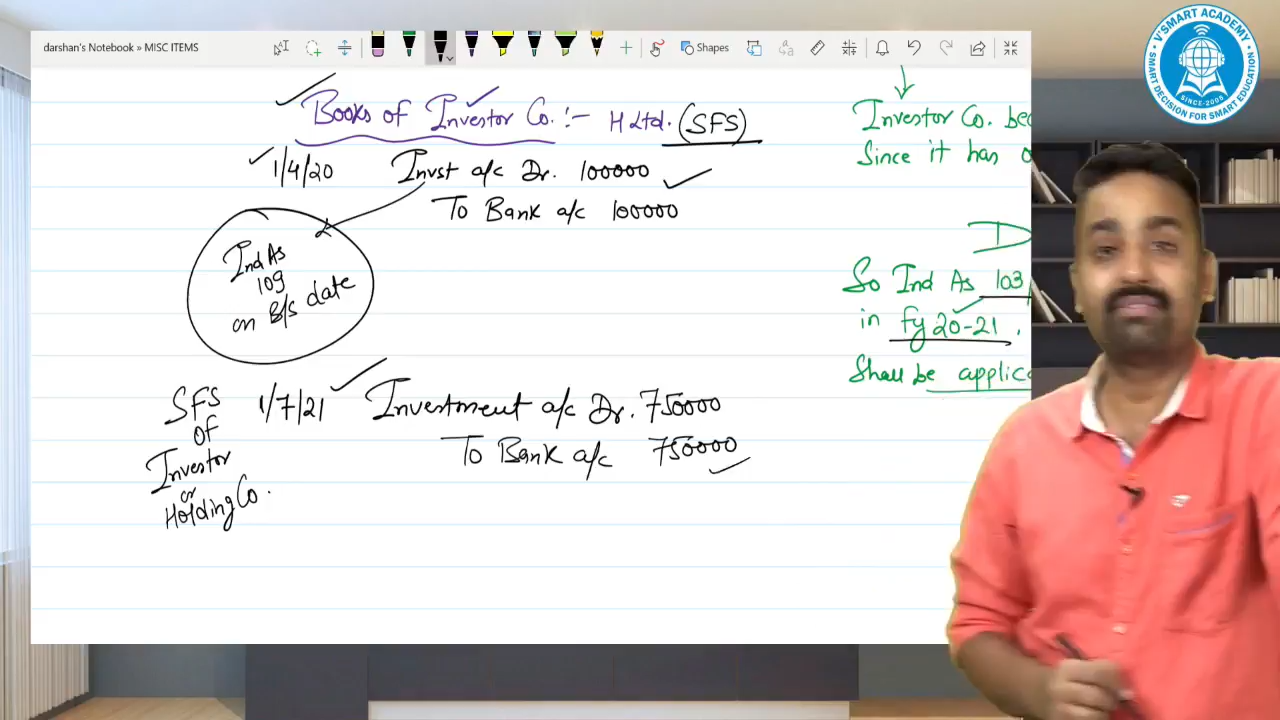 darshan's Notebook » MISC ITEMS
Shapes
V'SMART ACADEMY
SINCE-2005
SMART DECISION FOR SMART EDUCATION
Books of Investor Co. :- H Ltd. (SFS)
1/4/20 Invst a/c Dr. 100000
To Bank a/c 100000
Ind As
109
on B/s date
SFS
of
Investor
or
Holding Co.
1/7/21 Investment a/c Dr. 750000
To Bank a/c 750000
Investor Co.
Since it has
D
So Ind As 103
in fy 20-21.
Shall be applic